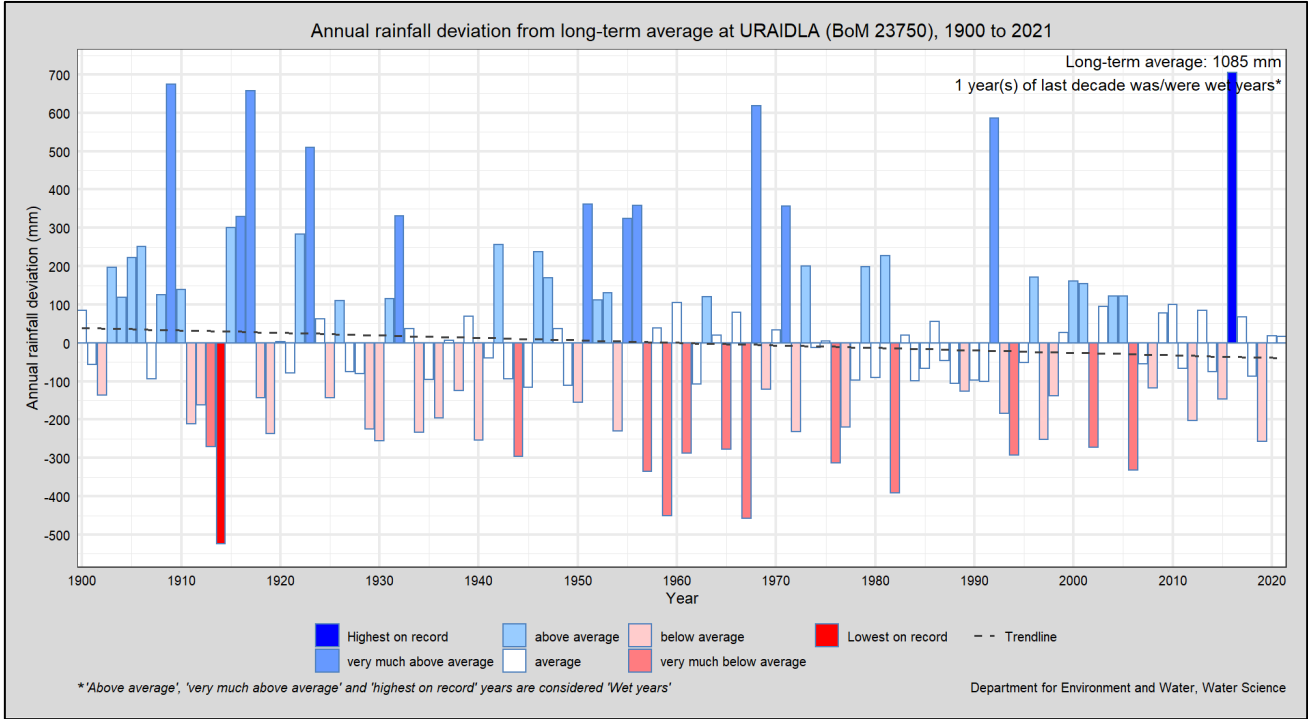 Annual rainfall deviation from long-term average at URAIDLA (BoM 23750), 1900 to 2021
Long-term average: 1085 mm
1 year(s) of last decade was/were wet years*
Annual rainfall deviation (mm)
700
600
500
400
300
200
100
0
-100
-200
-300
-400
-500
1900 1910 1920 1930 1940 1950 1960 1970 1980 1990 2000 2010 2020
Year
Highest on record above average below average Lowest on record Trendline
very much above average average very much below average
*'Above average', 'very much above average' and 'highest on record' years are considered 'Wet years' Department for Environment and Water, Water Science